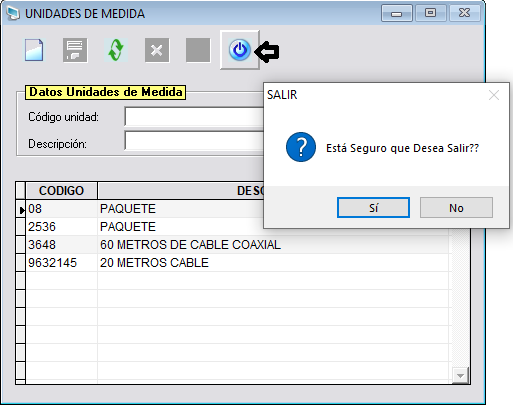 UNIDADES DE MEDIDA
Datos Unidades de Medida
Código unidad:
Descripción:
SALIR
Está Seguro que Desea Salir??
Sí No
CODIGO DESC
08 PAQUETE
2536 PAQUETE
3648 60 METROS DE CABLE COAXIAL
9632145 20 METROS CABLE